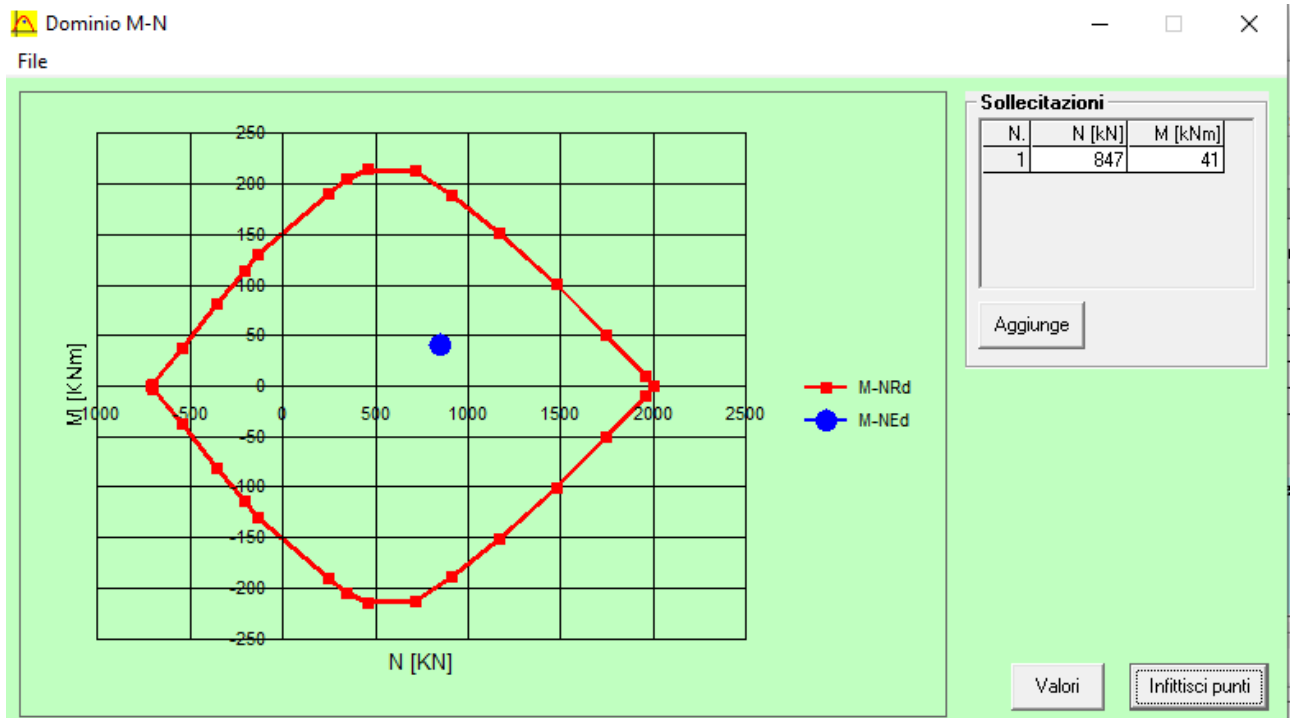 Dominio M-N
File
250
200
150
100
50
0
-1000 -500 0 500 1000 1500 2000 2500
-50
-100
-150
-200
-250
M [KNm]
N [KN]
M-NRd
M-NEd
Sollecitazioni
N. N [kN] M [kNm]
1 847 41
Aggiunge
Valori Infittisci punti